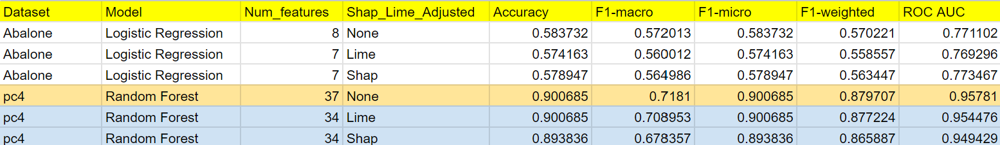 Dataset Model Num_features Shap_Lime_Adjusted Accuracy F1-macro F1-micro F1-weighted ROC AUC
Abalone Logistic Regression 8 None 0.583732 0.572013 0.583732 0.570221 0.771102
Abalone Logistic Regression 7 Lime 0.574163 0.560012 0.574163 0.558557 0.769296
Abalone Logistic Regression 7 Shap 0.578947 0.564986 0.578947 0.563447 0.773467
pc4 Random Forest 37 None 0.900685 0.7181 0.900685 0.879707 0.95781
pc4 Random Forest 34 Lime 0.900685 0.708953 0.900685 0.877224 0.954476
pc4 Random Forest 34 Shap 0.893836 0.678357 0.893836 0.865887 0.949429